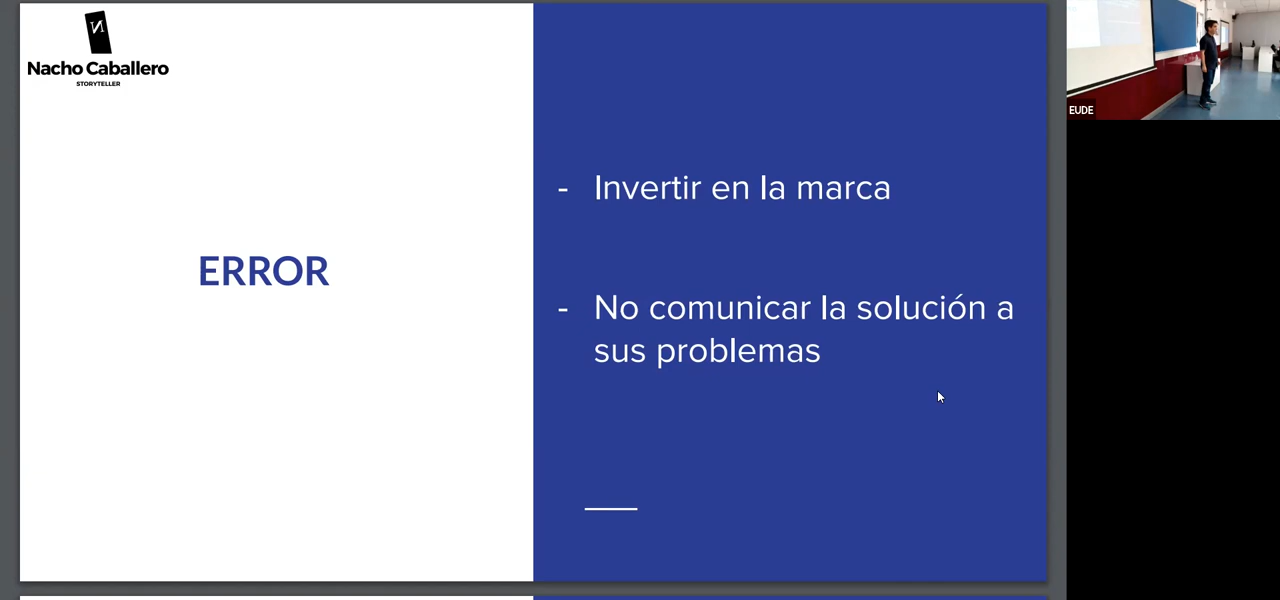 Nacho Caballero
STORYTELLER
ERROR
- Invertir en la marca
- No comunicar la solución a
sus problemas
EUDE